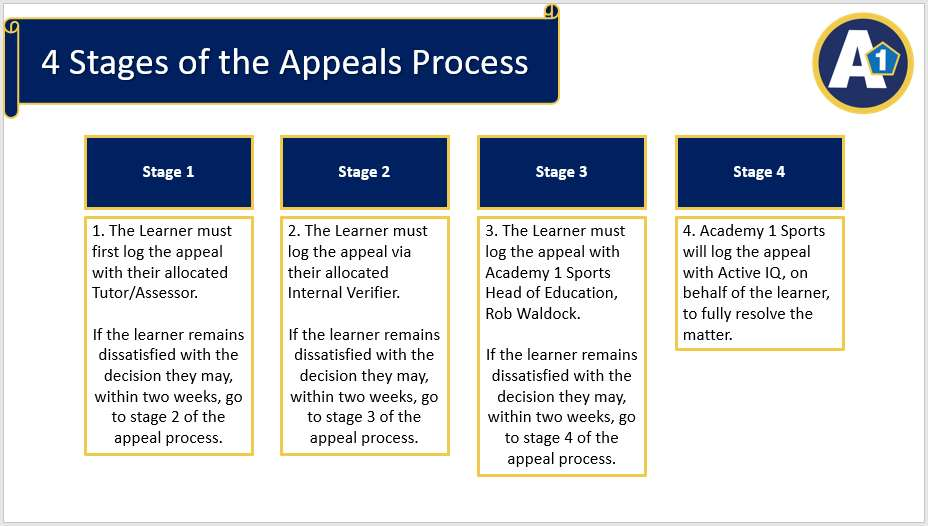 4 Stages of the Appeals Process
A
1
Stage 1
1. The Learner must
first log the appeal
with their allocated
Tutor/Assessor.
If the learner remains
dissatisfied with the
decision they may,
within two weeks, go
to stage 2 of the
appeal process.
Stage 2
2. The Learner must
log the appeal via
their allocated
Internal Verifier.
If the learner remains
dissatisfied with the
decision they may,
within two weeks, go
to stage 3 of the
appeal process.
Stage 3
3. The Learner must
log the appeal with
Academy 1 Sports
Head of Education,
Rob Waldock.
If the learner remains
dissatisfied with the
decision they may,
within two weeks, go
to stage 4 of the
appeal process.
Stage 4
4. Academy 1 Sports
will log the appeal
with Active IQ, on
behalf of the learner,
to fully resolve the
matter.